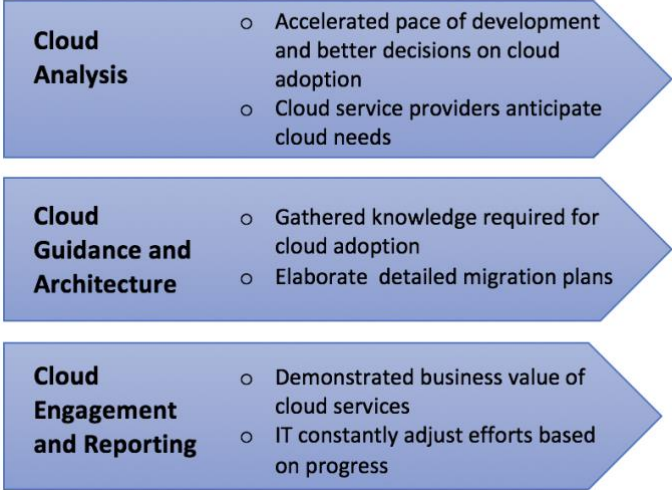 Cloud
Analysis
o Accelerated pace of development
and better decisions on cloud
adoption
o Cloud service providers anticipate
cloud needs
Cloud
Guidance and
Architecture
o Gathered knowledge required for
cloud adoption
o Elaborate detailed migration plans
Cloud
Engagement
and Reporting
o Demonstrated business value of
cloud services
o IT constantly adjust efforts based
on progress